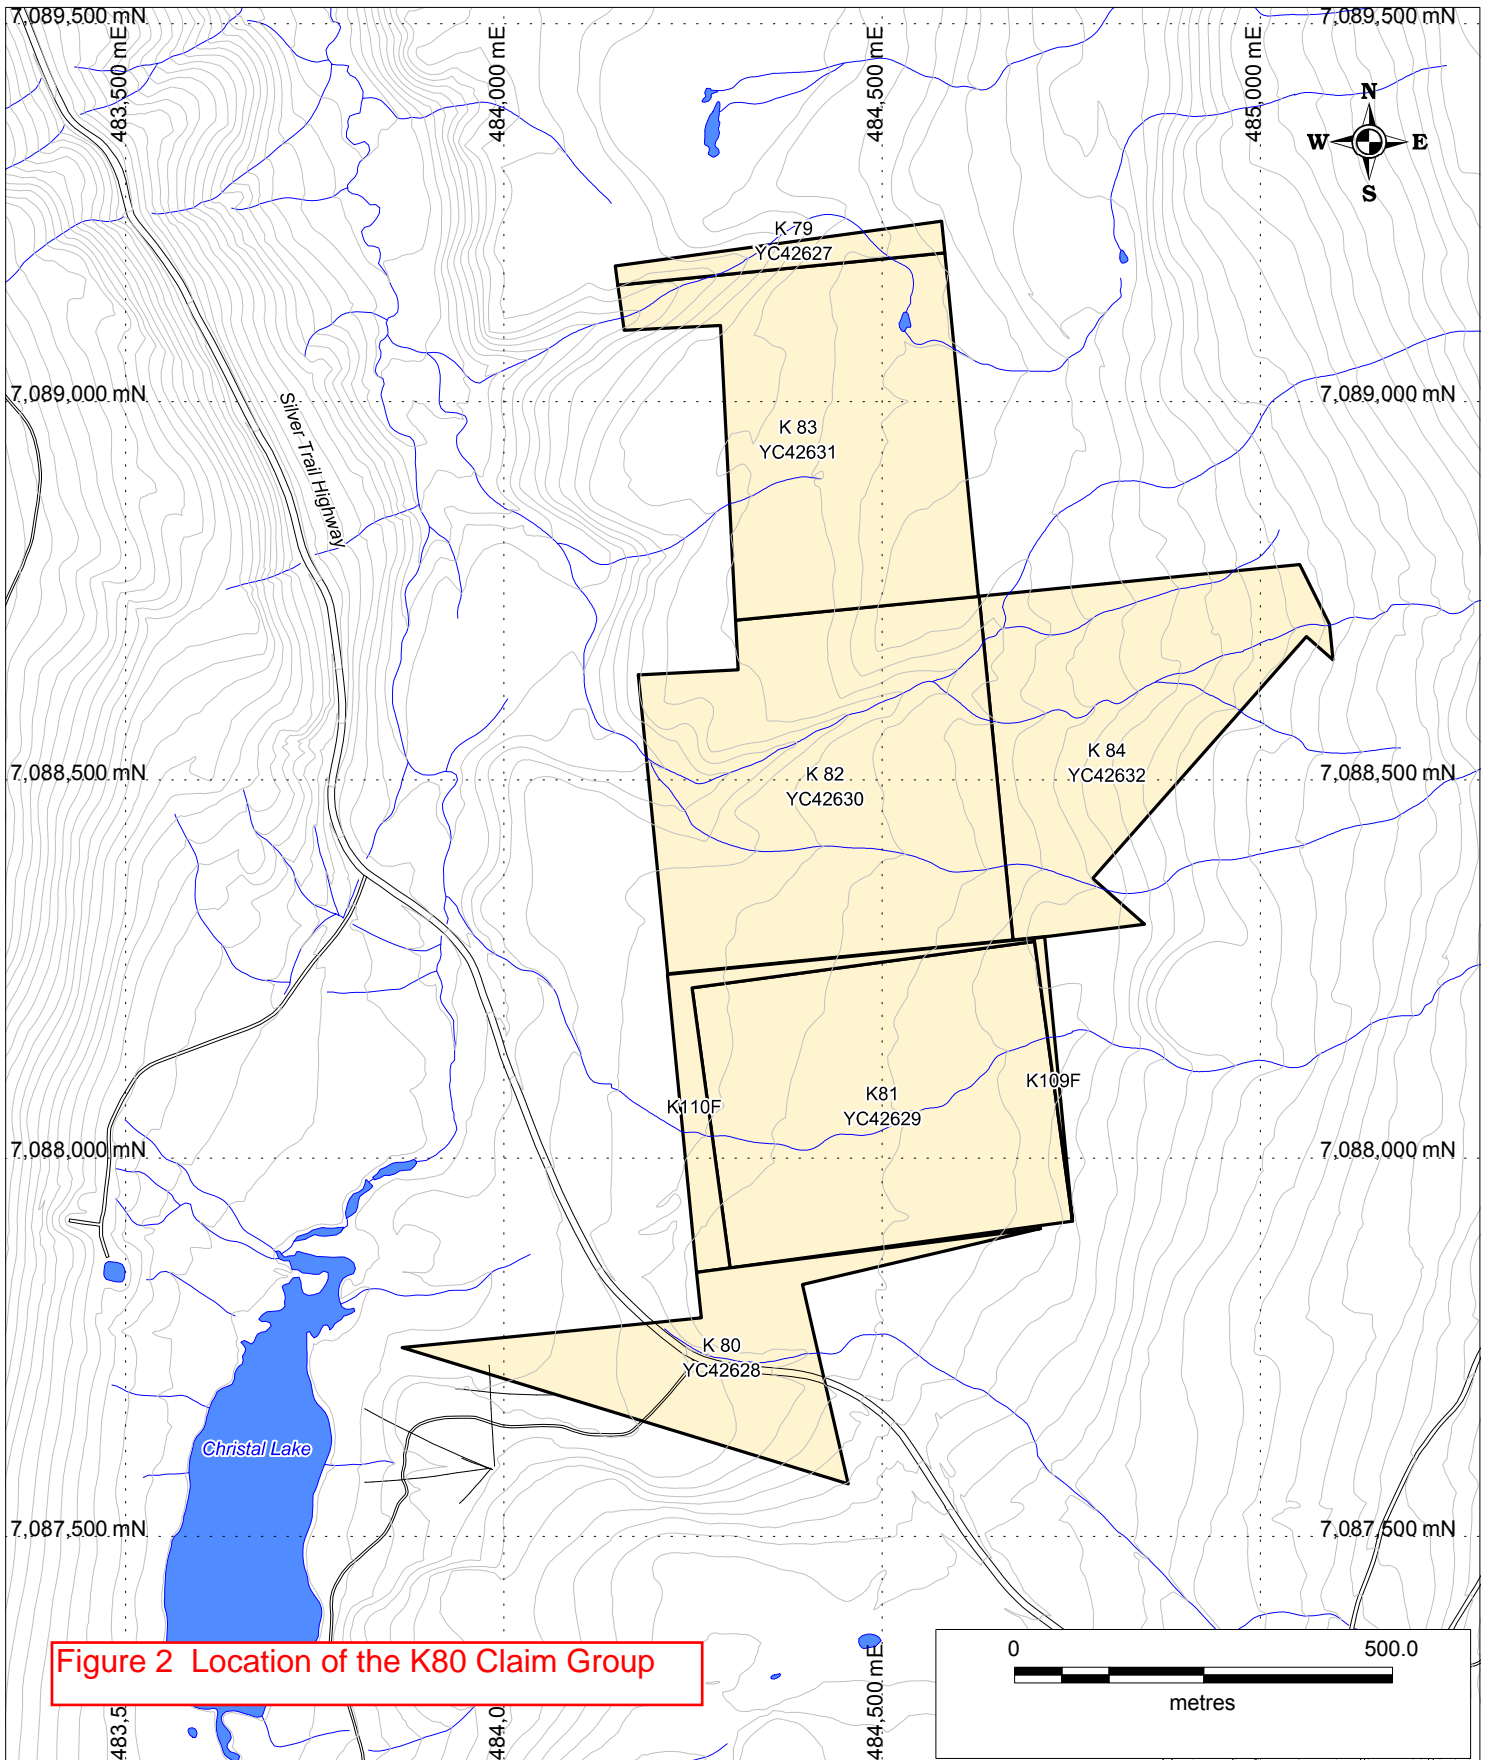 7,089,500 mN
7,089,500 mN
483,500 mE
484,000 mE
484,500 mE
485,000 mE
N
W
E
S
K 79
YC42627
7,089,000 mN
7,089,000 mN
Silver Trail Highway
K 83
YC42631
K 84
YC42632
7,088,500 mN
7,088,500 mN
K 82
YC42630
K109F
K81
YC42629
K110F
7,088,000 mN
7,088,000 mN
K 80
YC42628
Christal Lake
7,087,500 mN
7,087,500 mN
Figure 2 Location of the K80 Claim Group
0
500.0
metres
483,5
484,0
484,500 mE